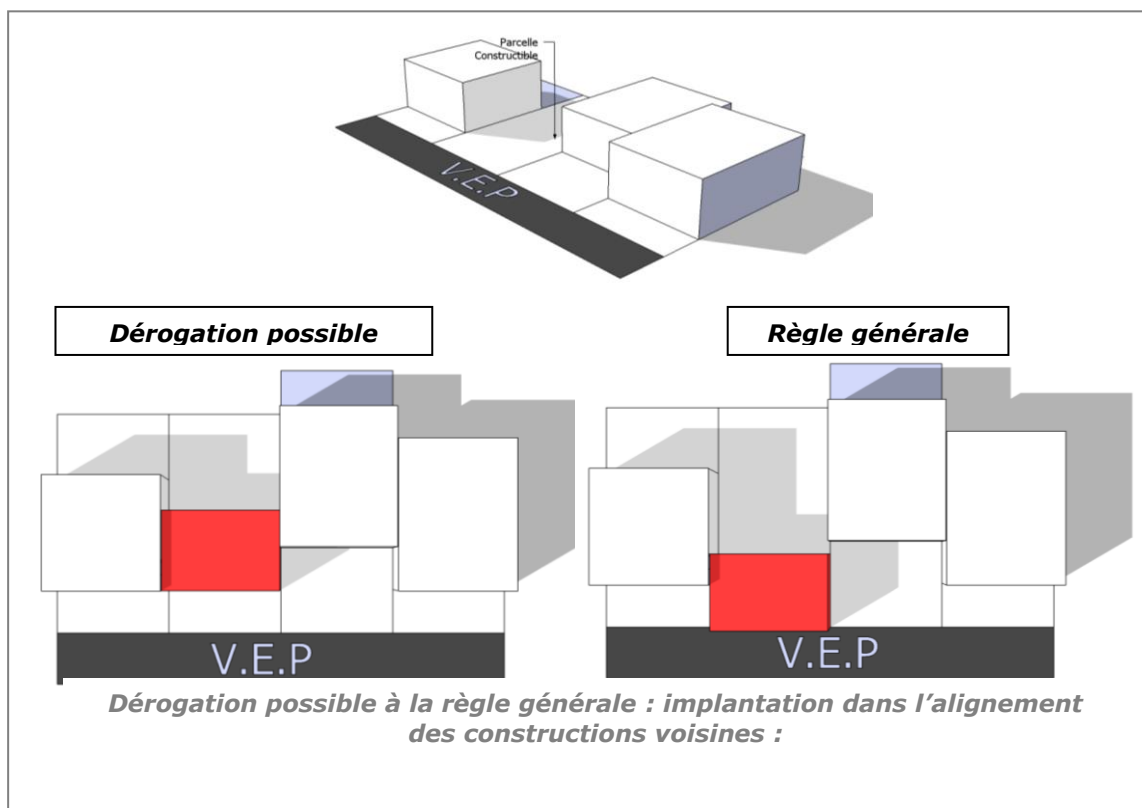 Parcelle
Constructible
V.E.P
Dérogation possible
Règle générale
V.E.P
V.E.P
Dérogation possible à la règle générale : implantation dans l’alignement
des constructions voisines :